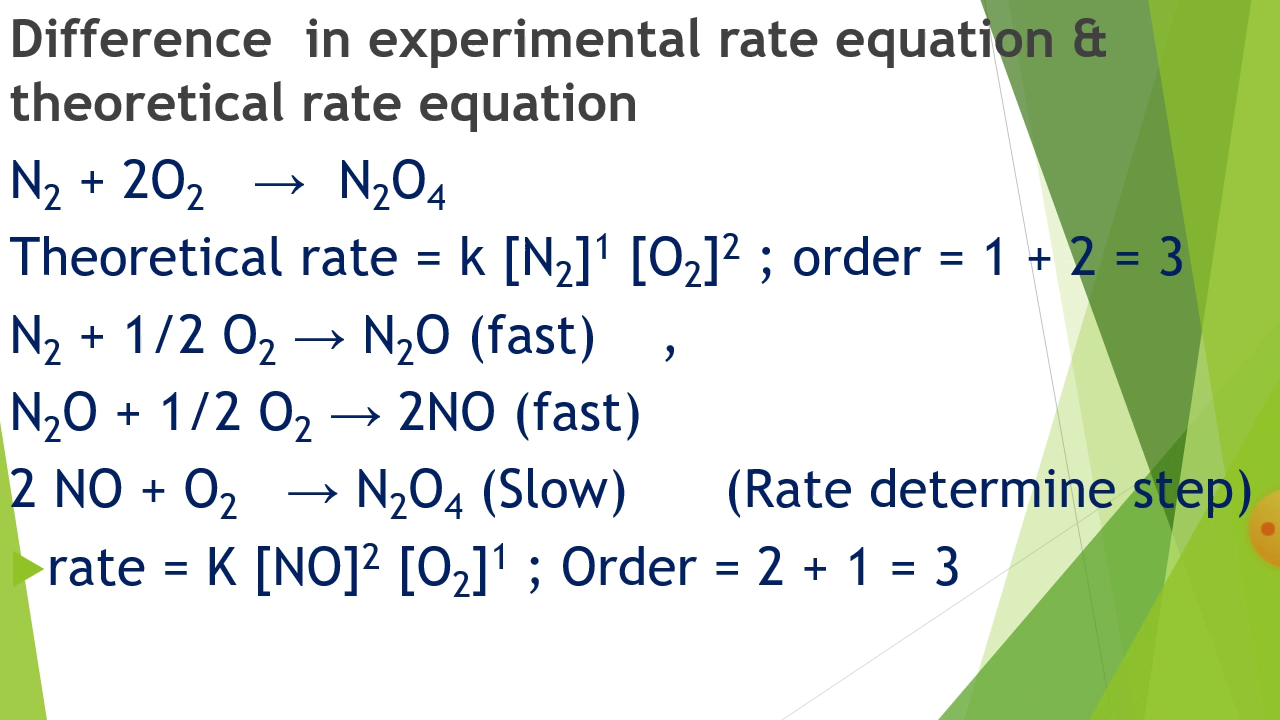 Difference in experimental rate equation &
theoretical rate equation
N₂ + 2O₂ → N₂O₄
Theoretical rate = k [N₂]¹ [O₂]² ; order = 1 + 2 = 3
N₂ + 1/2 O₂ → N₂O (fast) ,
N₂O + 1/2 O₂ → 2NO (fast)
2 NO + O₂ → N₂O₄ (Slow) (Rate determine step)
rate = K [NO]² [O₂]¹ ; Order = 2 + 1 = 3